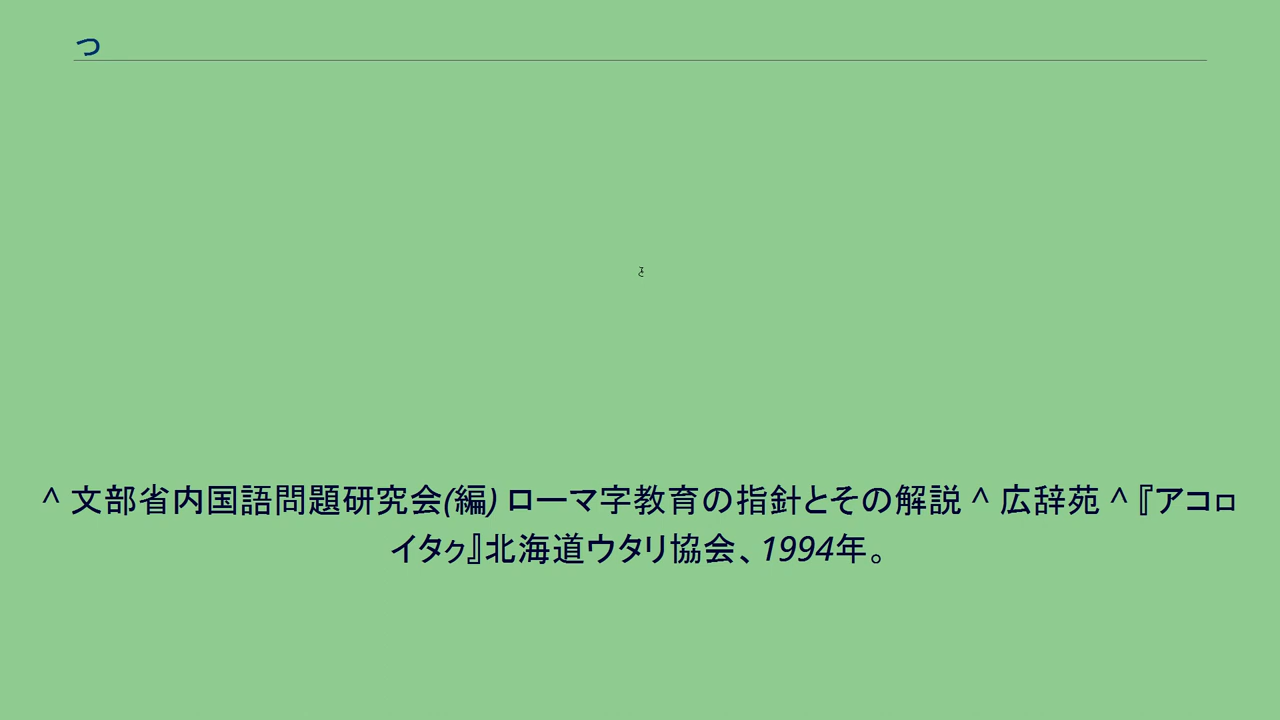 つ
^ 文部省内国語問題研究会(編) ローマ字教育の指針とその解説 ^ 広辞苑 ^『アコㇿ
イタㇰ』北海道ウタリ協会、1994年。